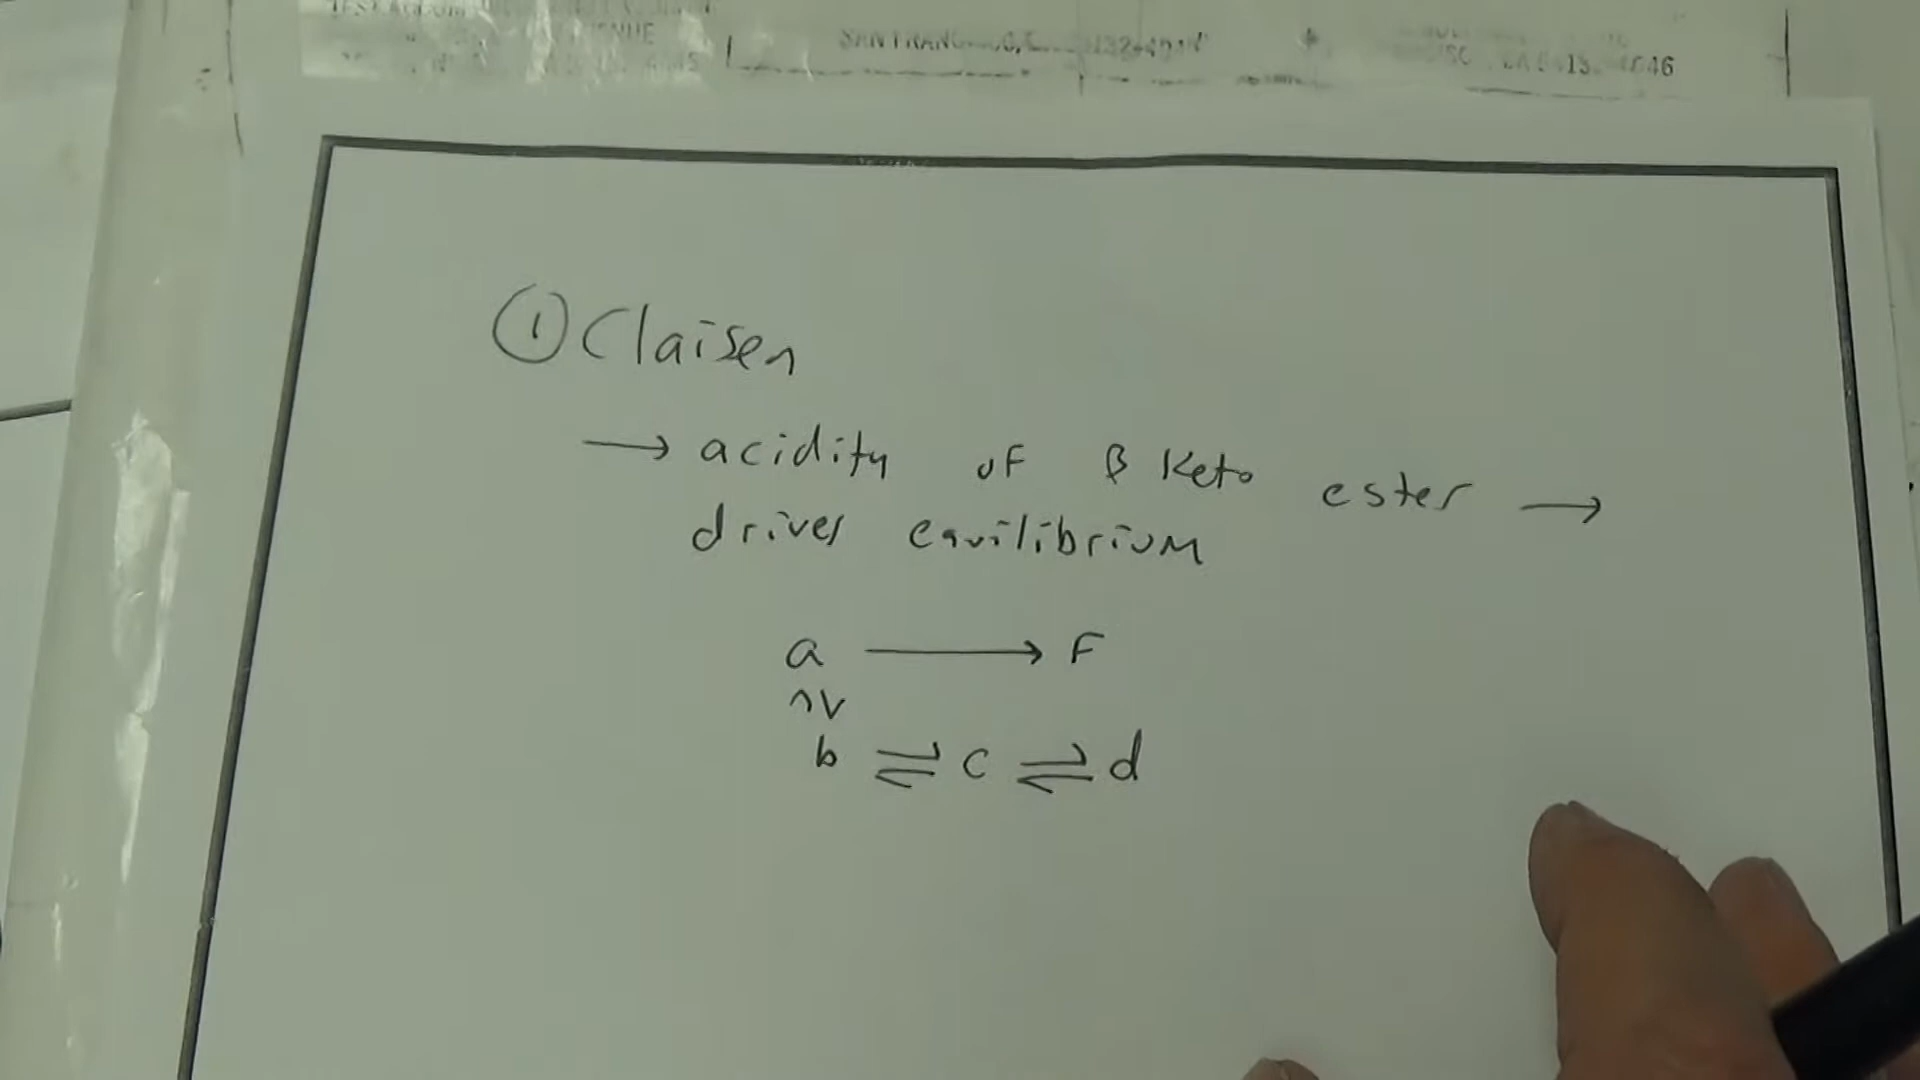 ① Claisen
→ acidity of β keto ester →
drives equilibrium
a ⟶ F
b ⇌ c ⇌ d